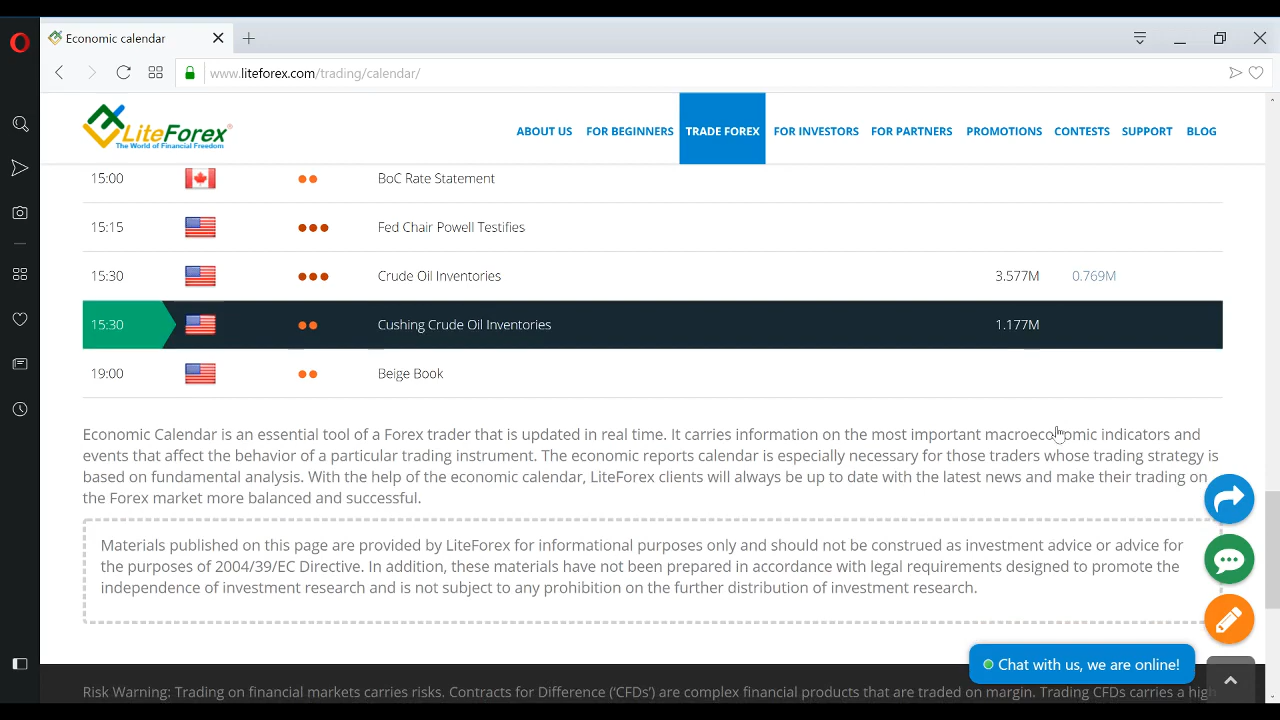 Economic calendar
www.liteforex.com/trading/calendar/
LiteForex
The World of Financial Freedom
ABOUT US FOR BEGINNERS TRADE FOREX FOR INVESTORS FOR PARTNERS PROMOTIONS CONTESTS SUPPORT BLOG
15:00 BoC Rate Statement
15:15 Fed Chair Powell Testifies
15:30 Crude Oil Inventories 3.577M 0.769M
15:30 Cushing Crude Oil Inventories 1.177M
19:00 Beige Book
Economic Calendar is an essential tool of a Forex trader that is updated in real time. It carries information on the most important macroeconomic indicators and
events that affect the behavior of a particular trading instrument. The economic reports calendar is especially necessary for those traders whose trading strategy is
based on fundamental analysis. With the help of the economic calendar, LiteForex clients will always be up to date with the latest news and make their trading on
the Forex market more balanced and successful.
Materials published on this page are provided by LiteForex for informational purposes only and should not be construed as investment advice or advice for
the purposes of 2004/39/EC Directive. In addition, these materials have not been prepared in accordance with legal requirements designed to promote the
independence of investment research and is not subject to any prohibition on the further distribution of investment research.
Chat with us, we are online!
Risk Warning: Trading on financial markets carries risks. Contracts for Difference ('CFDs') are complex financial products that are traded on margin. Trading CFDs carries a high